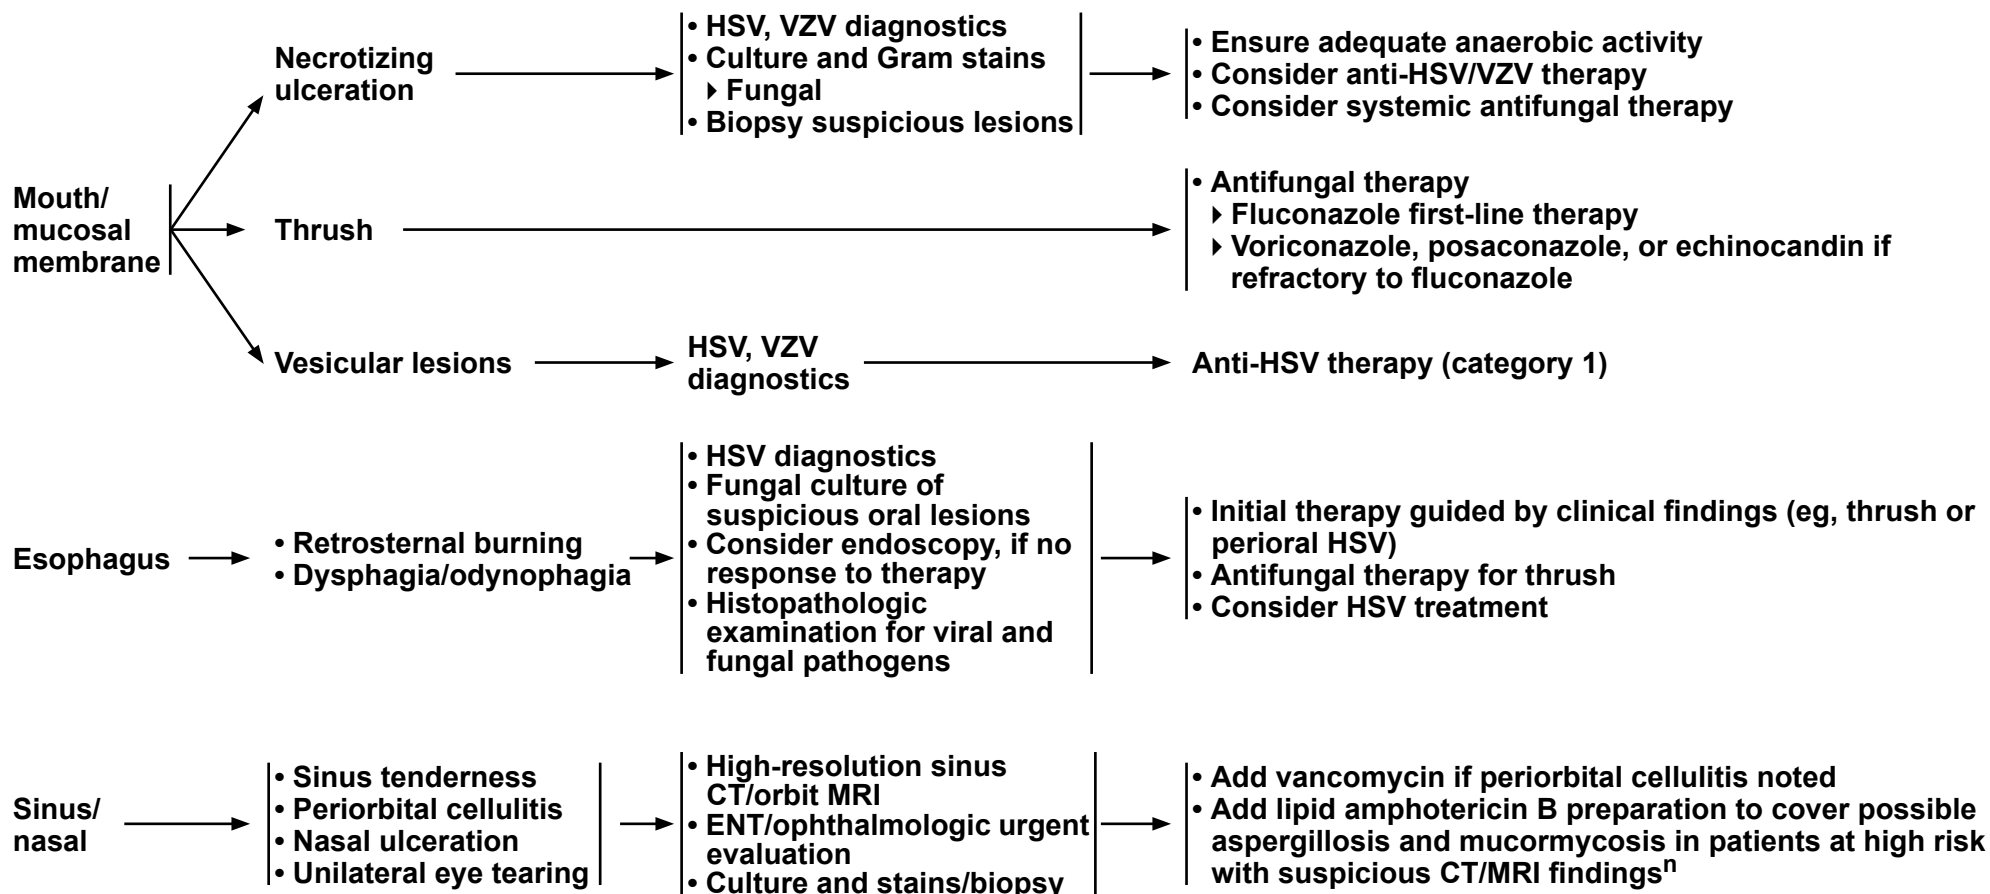 Mouth/
mucosal
membrane
Necrotizing
ulceration
• HSV, VZV diagnostics
• Culture and Gram stains
▸ Fungal
• Biopsy suspicious lesions
• Ensure adequate anaerobic activity
• Consider anti-HSV/VZV therapy
• Consider systemic antifungal therapy
Thrush
• Antifungal therapy
▸ Fluconazole first-line therapy
▸ Voriconazole, posaconazole, or echinocandin if
refractory to fluconazole
Vesicular lesions
HSV, VZV
diagnostics
Anti-HSV therapy (category 1)
Esophagus
• Retrosternal burning
• Dysphagia/odynophagia
• HSV diagnostics
• Fungal culture of
suspicious oral lesions
• Consider endoscopy, if no
response to therapy
• Histopathologic
examination for viral and
fungal pathogens
• Initial therapy guided by clinical findings (eg, thrush or
perioral HSV)
• Antifungal therapy for thrush
• Consider HSV treatment
Sinus/
nasal
• Sinus tenderness
• Periorbital cellulitis
• Nasal ulceration
• Unilateral eye tearing
• High-resolution sinus
CT/orbit MRI
• ENT/ophthalmologic urgent
evaluation
• Culture and stains/biopsy
• Add vancomycin if periorbital cellulitis noted
• Add lipid amphotericin B preparation to cover possible
aspergillosis and mucormycosis in patients at high risk
with suspicious CT/MRI findingsⁿ